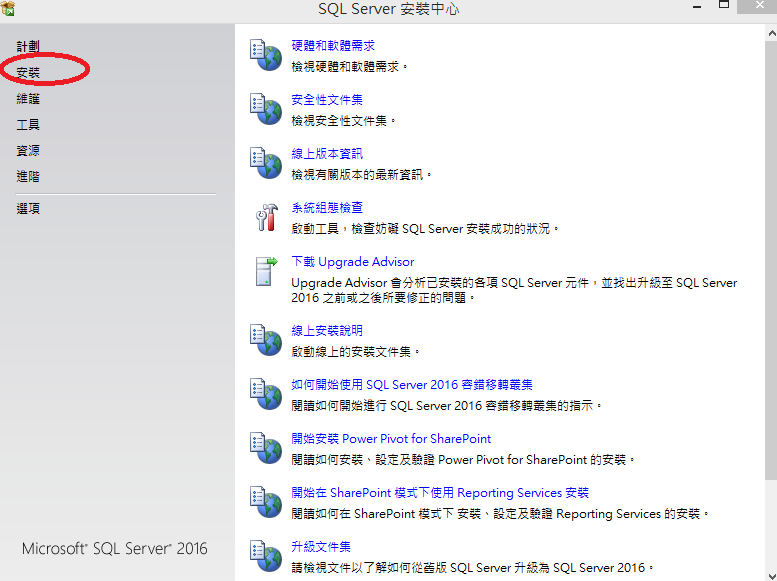 SQL Server 安裝中心
計劃
安裝
維護
工具
資源
進階
選項
Microsoft® SQL Server® 2016
硬體和軟體需求
檢視硬體和軟體需求。
安全性文件集
檢視安全性文件集。
線上版本資訊
檢視有關版本的最新資訊。
系統組態檢查
啟動工具，檢查妨礙 SQL Server 安裝成功的狀況。
下載 Upgrade Advisor
Upgrade Advisor 會分析已安裝的各項 SQL Server 元件，並找出升級至 SQL Server
2016 之前或之後所要修正的問題。
線上安裝說明
啟動線上的安裝文件集。
如何開始使用 SQL Server 2016 容錯移轉叢集
閱讀如何開始進行 SQL Server 2016 容錯移轉叢集的指示。
開始安裝 Power Pivot for SharePoint
閱讀如何安裝、設定及驗證 Power Pivot for SharePoint 的安裝。
開始在 SharePoint 模式下使用 Reporting Services 安裝
閱讀如何在 SharePoint 模式下 安裝、設定及驗證 Reporting Services 的安裝。
升級文件集
請檢視文件以了解如何從舊版 SQL Server 升級為 SQL Server 2016。